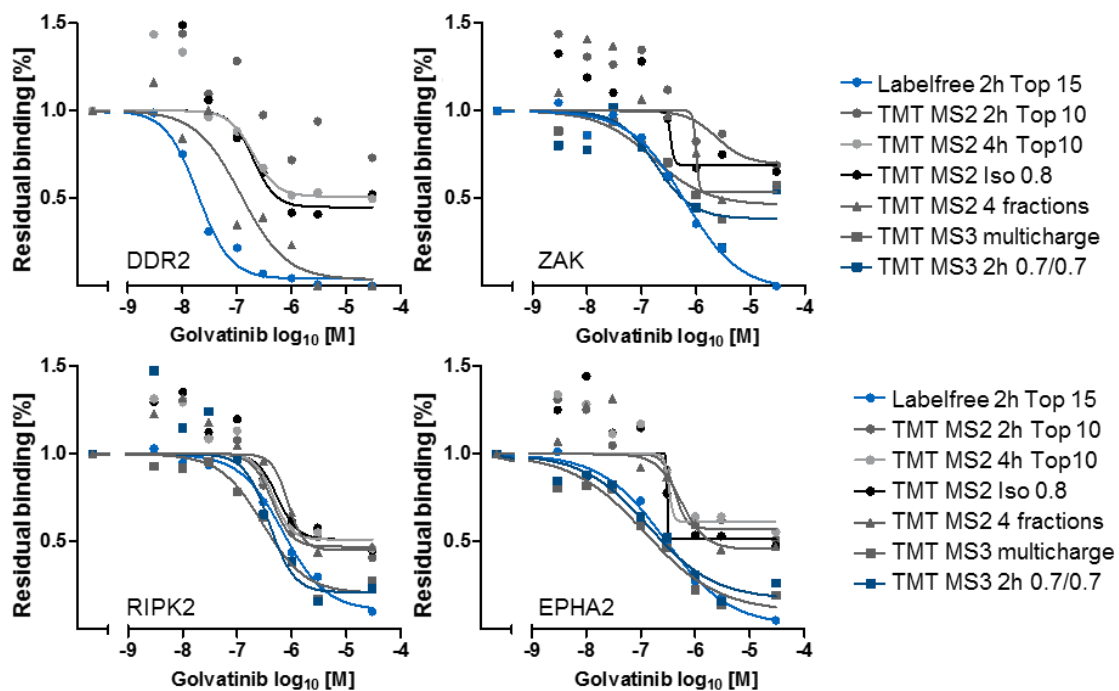 1.5
1.0
0.5
DDR2
-9 -8 -7 -6 -5 -4
Residual binding [%]
Golvatinib log10 [M]
1.5
1.0
0.5
ZAK
-9 -8 -7 -6 -5 -4
Residual binding [%]
Golvatinib log10 [M]
Labelfree 2h Top 15
TMT MS2 2h Top 10
TMT MS2 4h Top10
TMT MS2 Iso 0.8
TMT MS2 4 fractions
TMT MS3 multicharge
TMT MS3 2h 0.7/0.7
1.5
1.0
0.5
RIPK2
-9 -8 -7 -6 -5 -4
Residual binding [%]
Golvatinib log10 [M]
1.5
1.0
0.5
EPHA2
-9 -8 -7 -6 -5 -4
Residual binding [%]
Golvatinib log10 [M]
Labelfree 2h Top 15
TMT MS2 2h Top 10
TMT MS2 4h Top10
TMT MS2 Iso 0.8
TMT MS2 4 fractions
TMT MS3 multicharge
TMT MS3 2h 0.7/0.7